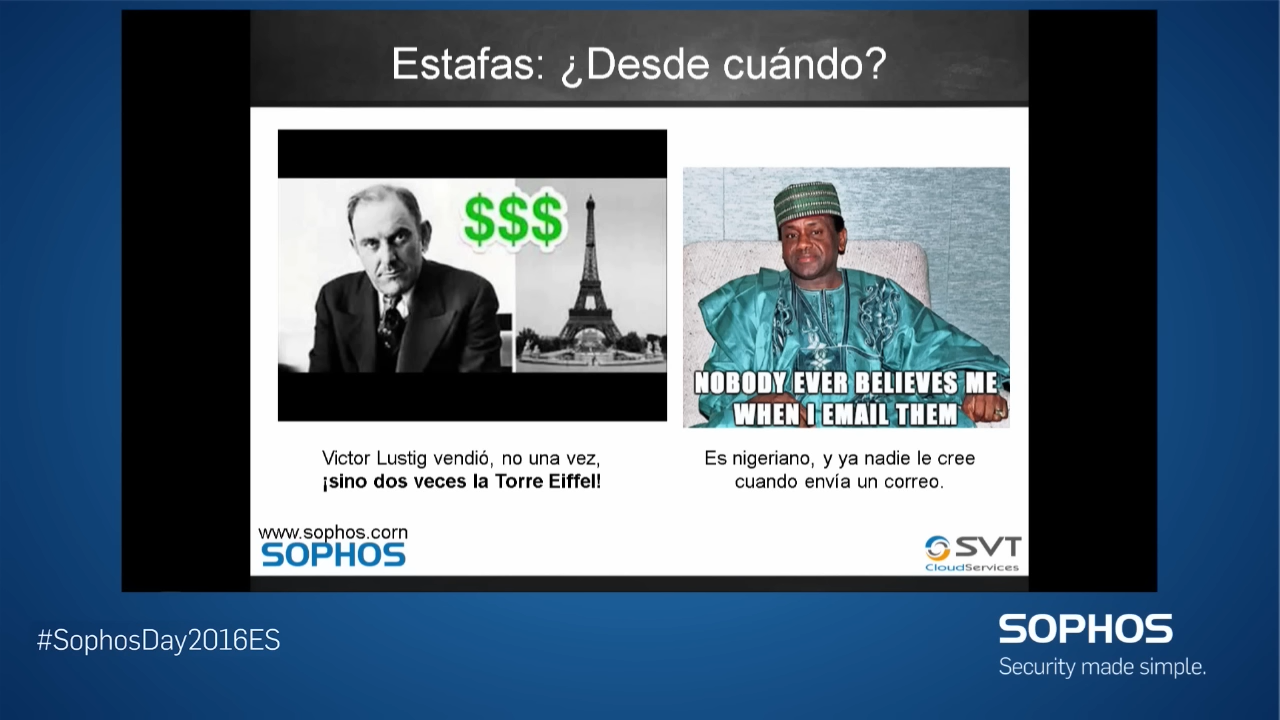 Estafas: ¿Desde cuándo?
$$$
NOBODY EVER BELIEVES ME
WHEN I EMAIL THEM
Victor Lustig vendió, no una vez,
¡sino dos veces la Torre Eiffel!
Es nigeriano, y ya nadie le cree
cuando envía un correo.
www.sophos.corn
SOPHOS
SVT
CloudServices
#SophosDay2016ES
SOPHOS
Security made simple.